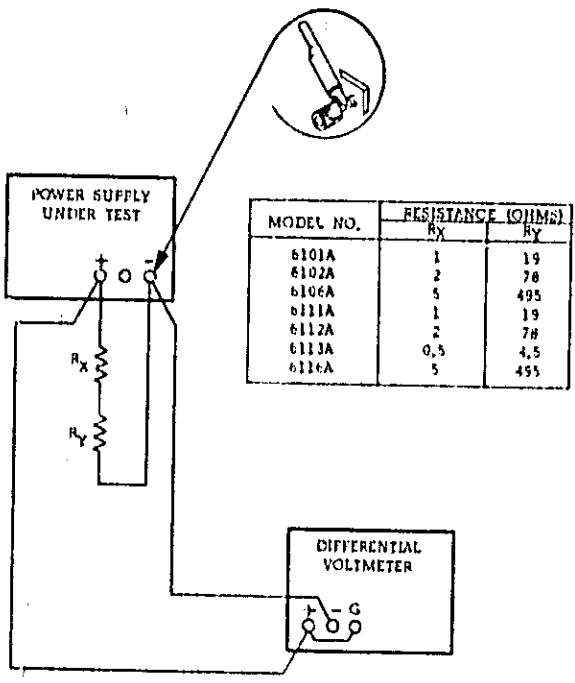 POWER SUPPLY
UNDER TEST
+ -
RX
RY
MODEL NO. RESISTANCE (OHMS)
RX RY
6101A 1 19
6102A 2 78
6106A 5 495
6111A 1 19
6112A 2 78
6113A 0.5 4.5
6116A 5 495
DIFFERENTIAL
VOLTMETER
+ - G